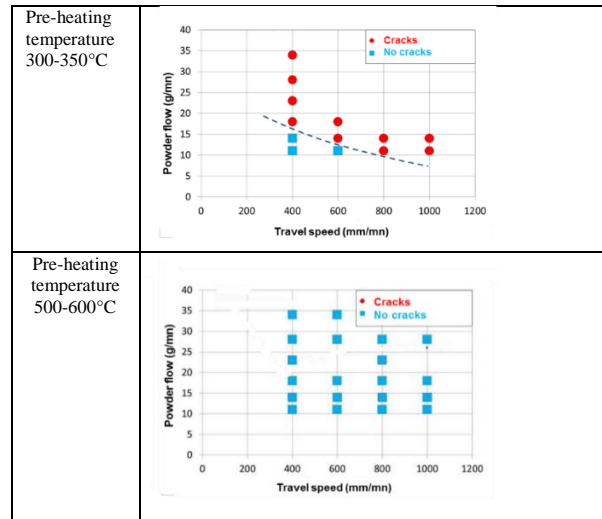 Pre-heating
temperature
300-350°C
Cracks
No cracks
Powder flow (g/mn)
40
35
30
25
20
15
10
5
0
0 200 400 600 800 1000 1200
Travel speed (mm/mn)
Pre-heating
temperature
500-600°C
Cracks
No cracks
Powder flow (g/mn)
40
35
30
25
20
15
10
5
0
0 200 400 600 800 1000 1200
Travel speed (mm/mn)